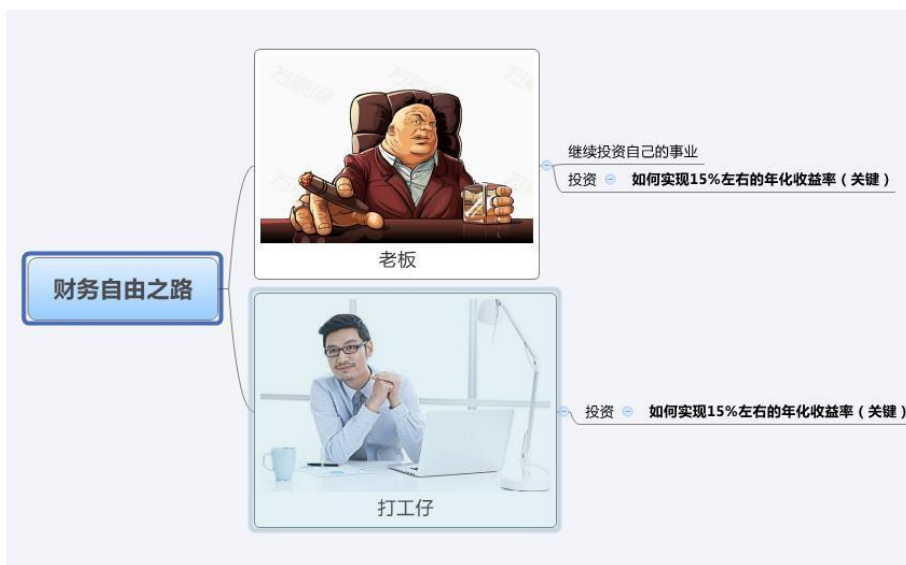 财务自由之路
老板
继续投资自己的事业
投资 如何实现15%左右的年化收益率（关键）
打工仔
投资 如何实现15%左右的年化收益率（关键）